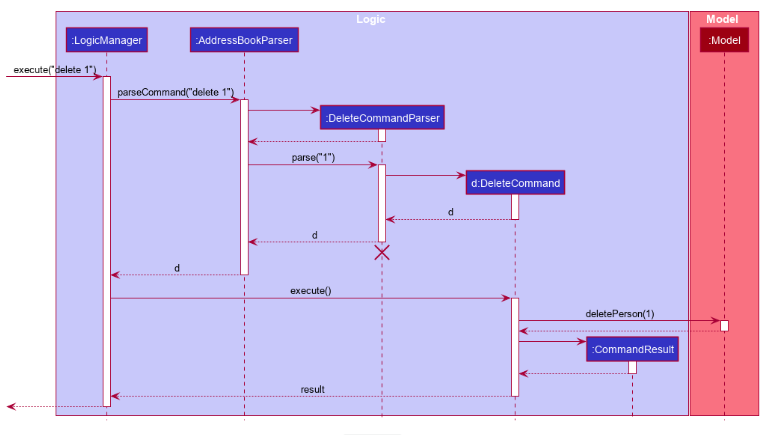 Logic
Model
:LogicManager
:AddressBookParser
:Model
execute("delete 1")
parseCommand("delete 1")
:DeleteCommandParser
parse("1")
d:DeleteCommand
d
d
d
execute()
deletePerson(1)
:CommandResult
result